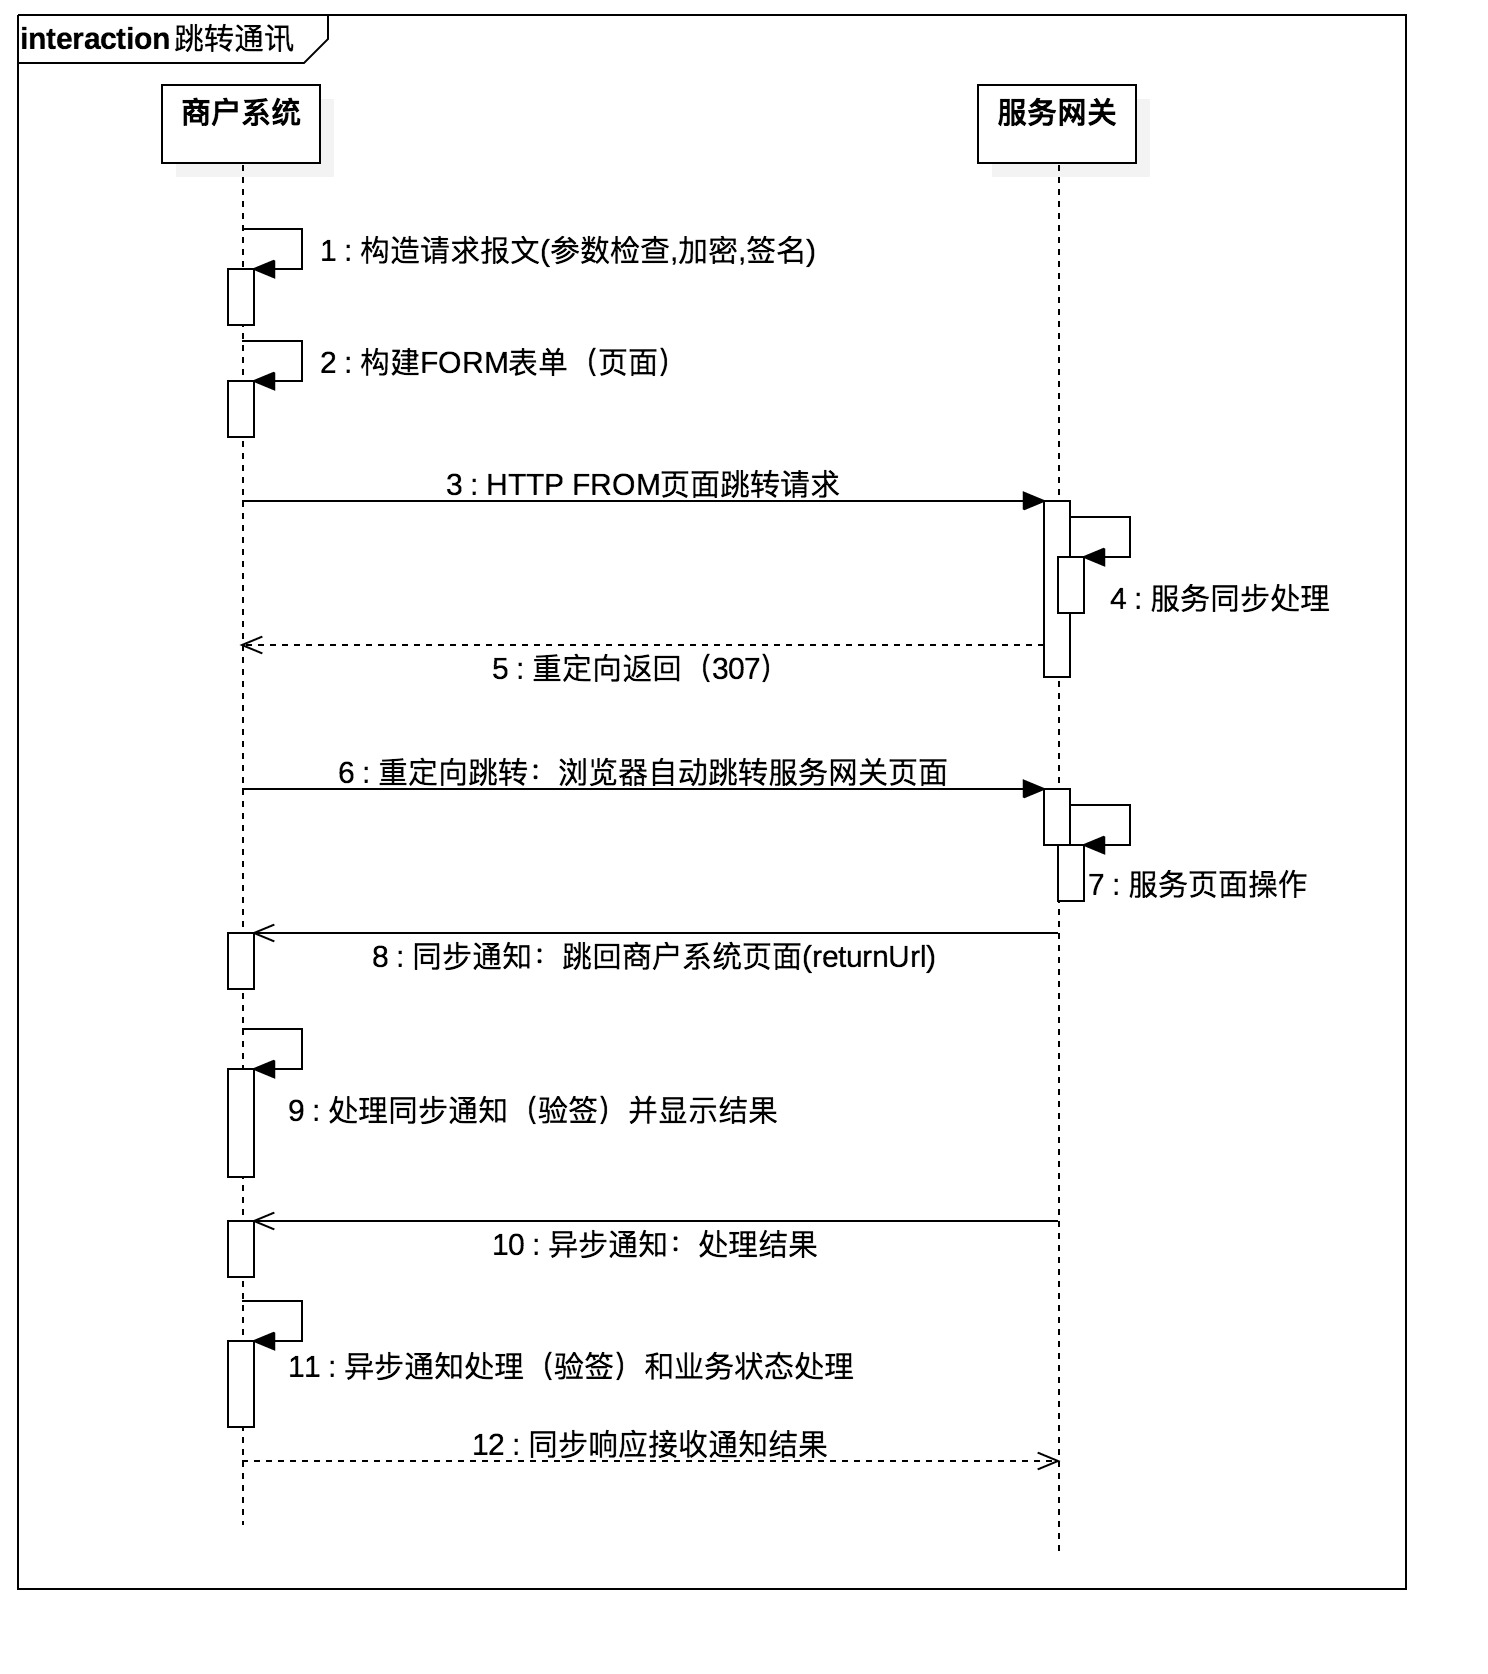 interaction 跳转通讯
商户系统
服务网关
1 : 构造请求报文(参数检查,加密,签名)
2 : 构建FORM表单（页面）
3 : HTTP FROM页面跳转请求
4 : 服务同步处理
5 : 重定向返回（307）
6 : 重定向跳转：浏览器自动跳转服务网关页面
7 : 服务页面操作
8 : 同步通知：跳回商户系统页面(returnUrl)
9 : 处理同步通知（验签）并显示结果
10 : 异步通知：处理结果
11 : 异步通知处理（验签）和业务状态处理
12 : 同步响应接收通知结果